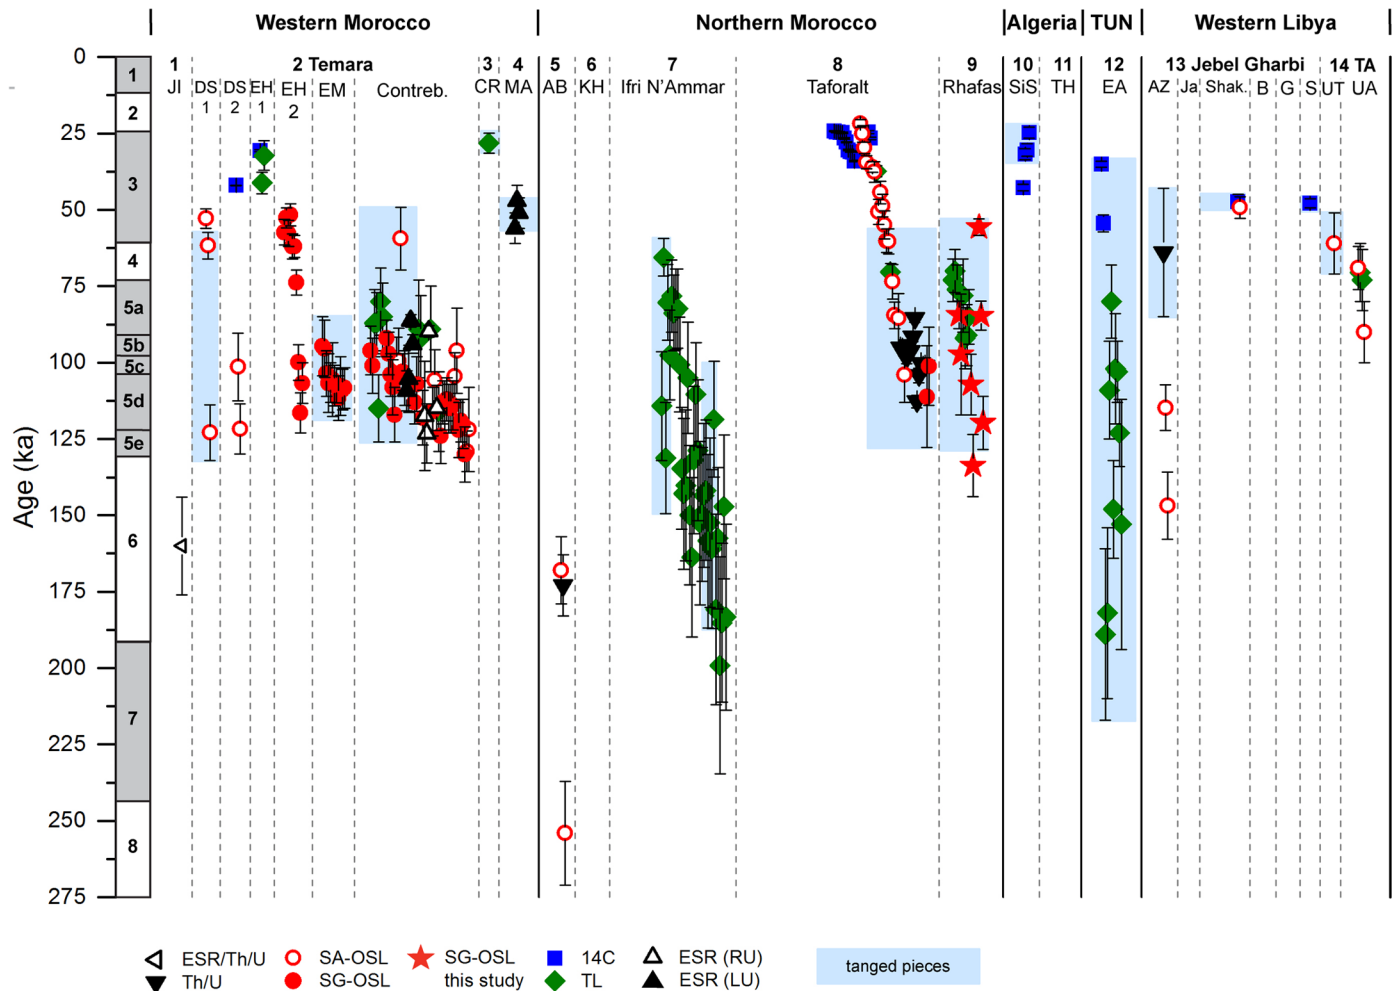 Western Morocco Northern Morocco Algeria TUN Western Libya
1 2 Temara 3 4 5 6 7 8 9 10 11 12 13 Jebel Gharbi 14 TA
JI DS DS EH EH EM Contreb. CR MA AB KH Ifri N'Ammar Taforalt Rhafas SiS TH EA AZ Ja Shak. B G S UT UA
1 2 1 2
Age (ka)
0
25
50
75
100
125
150
175
200
225
250
275
1
2
3
4
5a
5b
5c
5d
5e
6
7
8
ESR/Th/U SA-OSL SG-OSL 14C ESR (RU)
Th/U SG-OSL this study TL ESR (LU)
tanged pieces